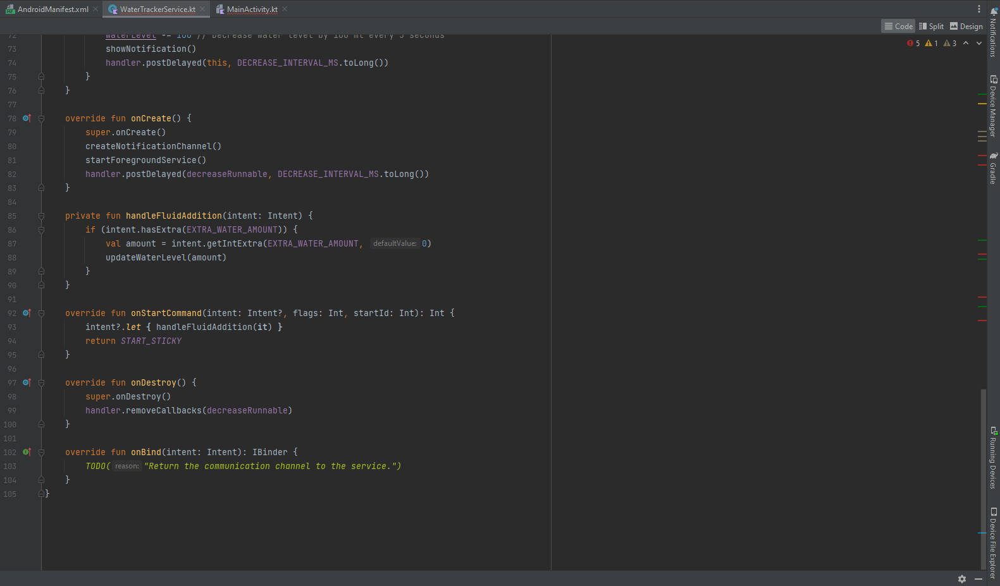 AndroidManifest.xml WaterTrackerService.kt MainActivity.kt
Code Split Design
5 1 3
72 waterLevel -= 100 // Decrease water level by 100 ml every 5 seconds
73 showNotification()
74 handler.postDelayed(this, DECREASE_INTERVAL_MS.toLong())
75 }
76 }
77
78 override fun onCreate() {
79 super.onCreate()
80 createNotificationChannel()
81 startForegroundService()
82 handler.postDelayed(decreaseRunnable, DECREASE_INTERVAL_MS.toLong())
83 }
84
85 private fun handleFluidAddition(intent: Intent) {
86 if (intent.hasExtra(EXTRA_WATER_AMOUNT)) {
87 val amount = intent.getIntExtra(EXTRA_WATER_AMOUNT, defaultValue: 0)
88 updateWaterLevel(amount)
89 }
90 }
91
92 override fun onStartCommand(intent: Intent?, flags: Int, startId: Int): Int {
93 intent?.let { handleFluidAddition(it) }
94 return START_STICKY
95 }
96
97 override fun onDestroy() {
98 super.onDestroy()
99 handler.removeCallbacks(decreaseRunnable)
100 }
101
102 override fun onBind(intent: Intent): IBinder {
103 TODO( reason: "Return the communication channel to the service.")
104 }
105 }
Notifications
Device Manager
Gradle
Running Devices
Device File Explorer